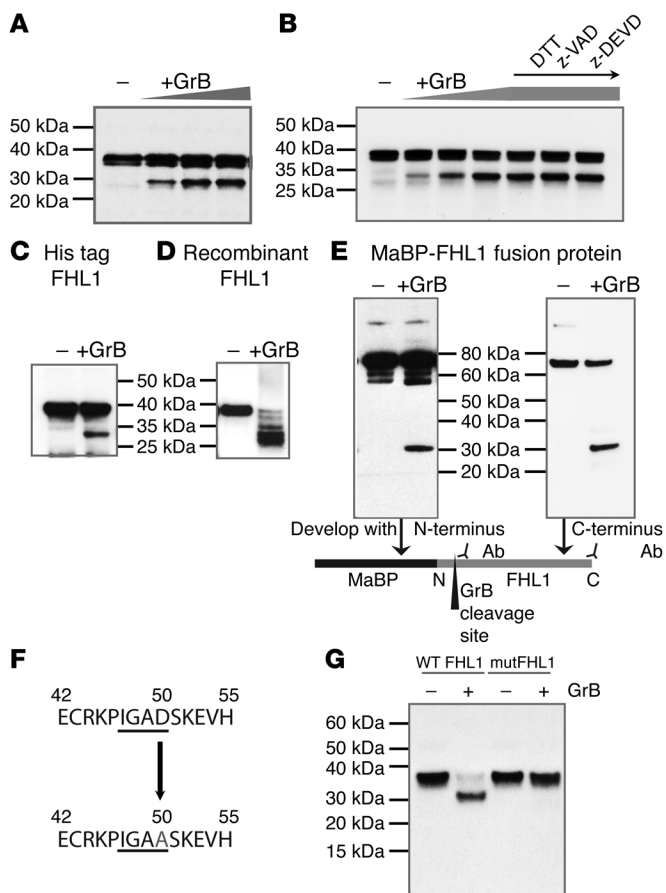 A
– +GrB
50 kDa
40 kDa
30 kDa
20 kDa
B
DTT
z-VAD
z-DEVD
– +GrB
50 kDa
40 kDa
35 kDa
25 kDa
C His tag
FHL1
– +GrB
D Recombinant
FHL1
– +GrB
50 kDa
40 kDa
35 kDa
25 kDa
E MaBP-FHL1 fusion protein
– +GrB
– +GrB
80 kDa
60 kDa
50 kDa
40 kDa
30 kDa
20 kDa
Develop with N-terminus C-terminus
Ab Ab
MaBP N FHL1 C
GrB
cleavage
site
F
42 50 55
ECRKPIGADSKEVH
42 50 55
ECRKPIGAASKEVH
G
WT FHL1 mutFHL1
– + – + GrB
60 kDa
50 kDa
40 kDa
30 kDa
20 kDa
15 kDa